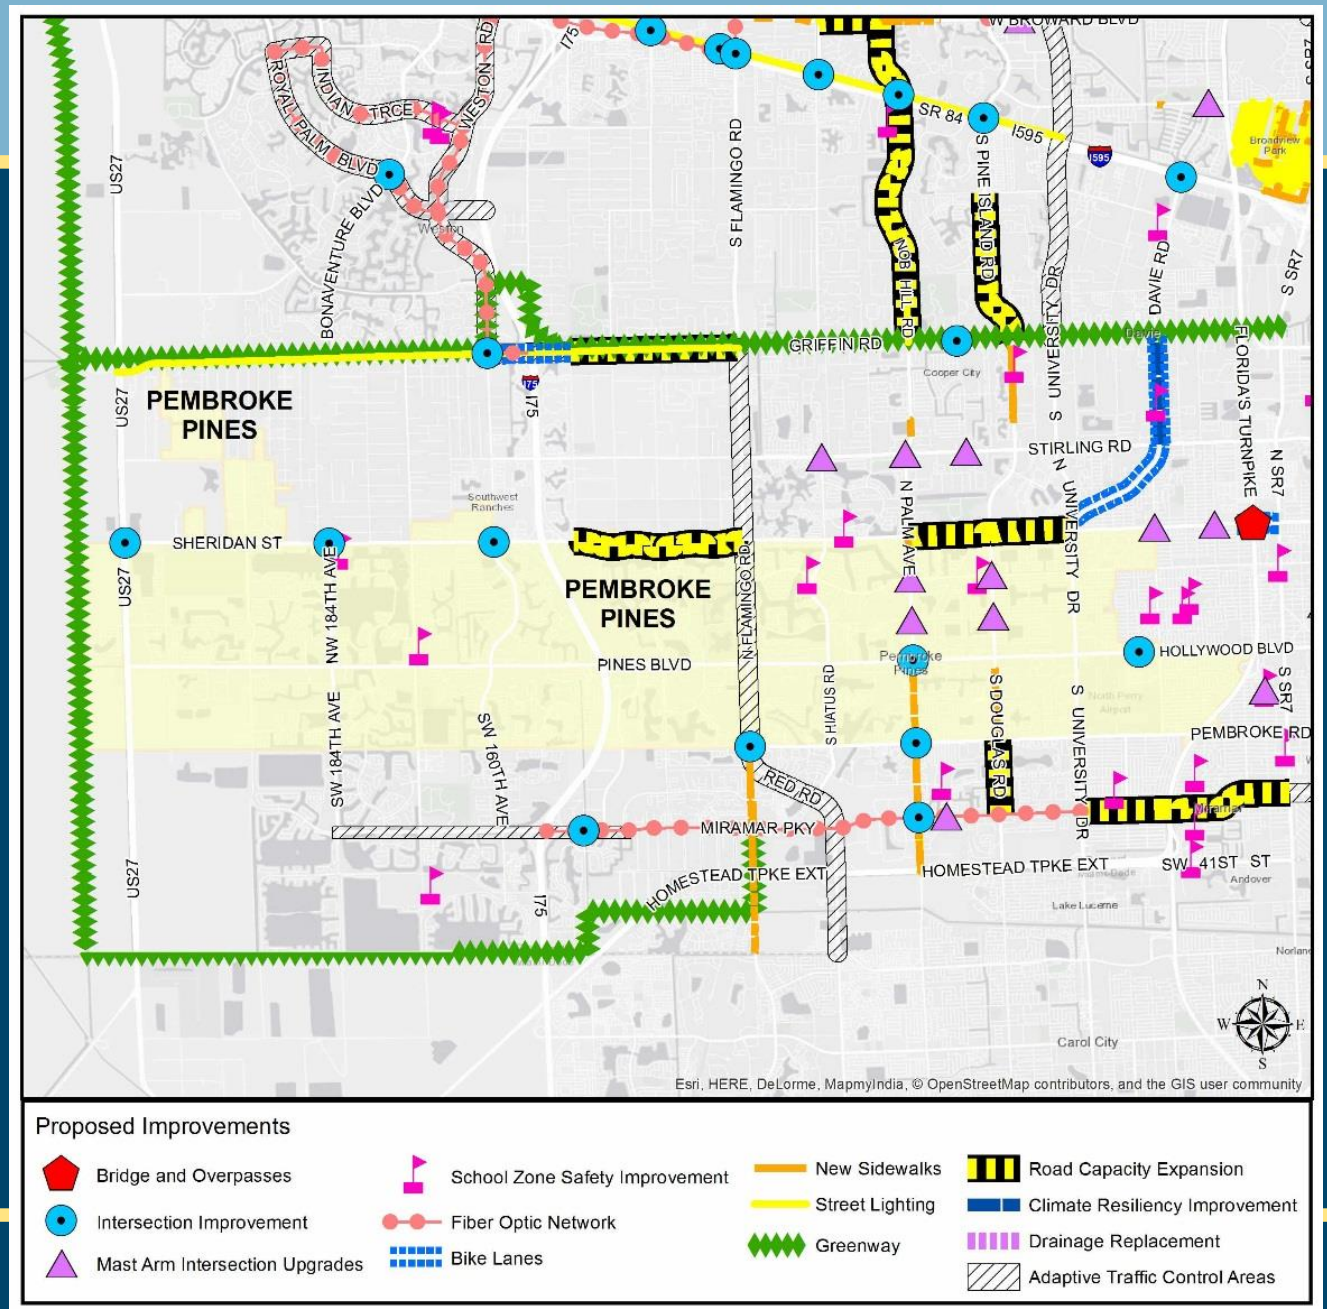 W BROWARD BLVD
I75
WESTON RD
INDIAN TRCE
ROYAL PALM BLVD
SR 84
I595
I595
Broadview
Park
US27
S FLAMINGO RD
S PINE ISLAND RD
BONAVENTURE BLVD
Weston
NOB HILL RD
S UNIVERSITY DR
DAVIE RD
S SR7
S SR7
Davie
FLORIDA'S TURNPIKE
GRIFFIN RD
Cooper City
I75
I75
US27
PEMBROKE
PINES
STIRLING RD
N SR7
N UNIVERSITY DR
N PALM AVE
Southwest
Ranches
SHERIDAN ST
US27
NW 184TH AVE
N FLAMINGO RD
PEMBROKE
PINES
PINES BLVD
Pembroke
Pines
HOLLYWOOD BLVD
S HIATUS RD
S DOUGLAS RD
North Perry
Airport
S SR7
S UNIVERSITY DR
PEMBROKE RD
SW 184TH AVE
SW 160TH AVE
RED RD
MIRAMAR PKY
Miramar
US27
HOMESTEAD TPKE EXT
HOMESTEAD TPKE EXT
SW 41ST ST
Andover
I75
Lake Lucerne
Norland
Carol City
N
W E
S
Esri, HERE, DeLorme, MapmyIndia, © OpenStreetMap contributors, and the GIS user community
Proposed Improvements
Bridge and Overpasses
Intersection Improvement
Mast Arm Intersection Upgrades
School Zone Safety Improvement
Fiber Optic Network
Bike Lanes
New Sidewalks
Street Lighting
Greenway
Road Capacity Expansion
Climate Resiliency Improvement
Drainage Replacement
Adaptive Traffic Control Areas